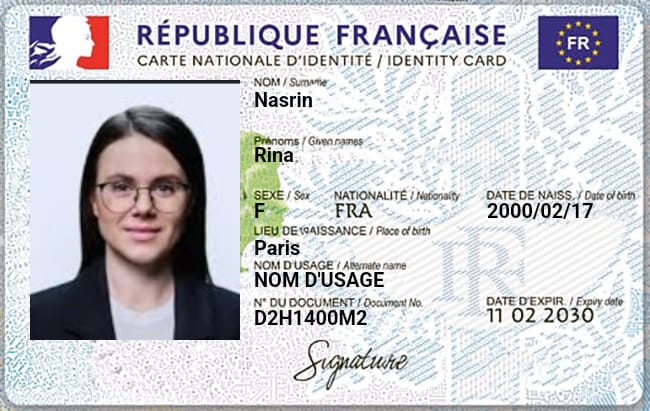 RÉPUBLIQUE FRANÇAISE
FR
CARTE NATIONALE D'IDENTITÉ / IDENTITY CARD
NOM / Surname
Nasrin
Prénoms / Given names
Rina
SEXE / Sex NATIONALITÉ / Nationality DATE DE NAISS. / Date of birth
F FRA 2000/02/17
LIEU DE NAISSANCE / Place of birth
Paris
NOM D'USAGE / Alternate name
NOM D'USAGE
N° DU DOCUMENT / Document No. DATE D'EXPIR. / Expiry date
D2H1400M2 11 02 2030
Signature
RF